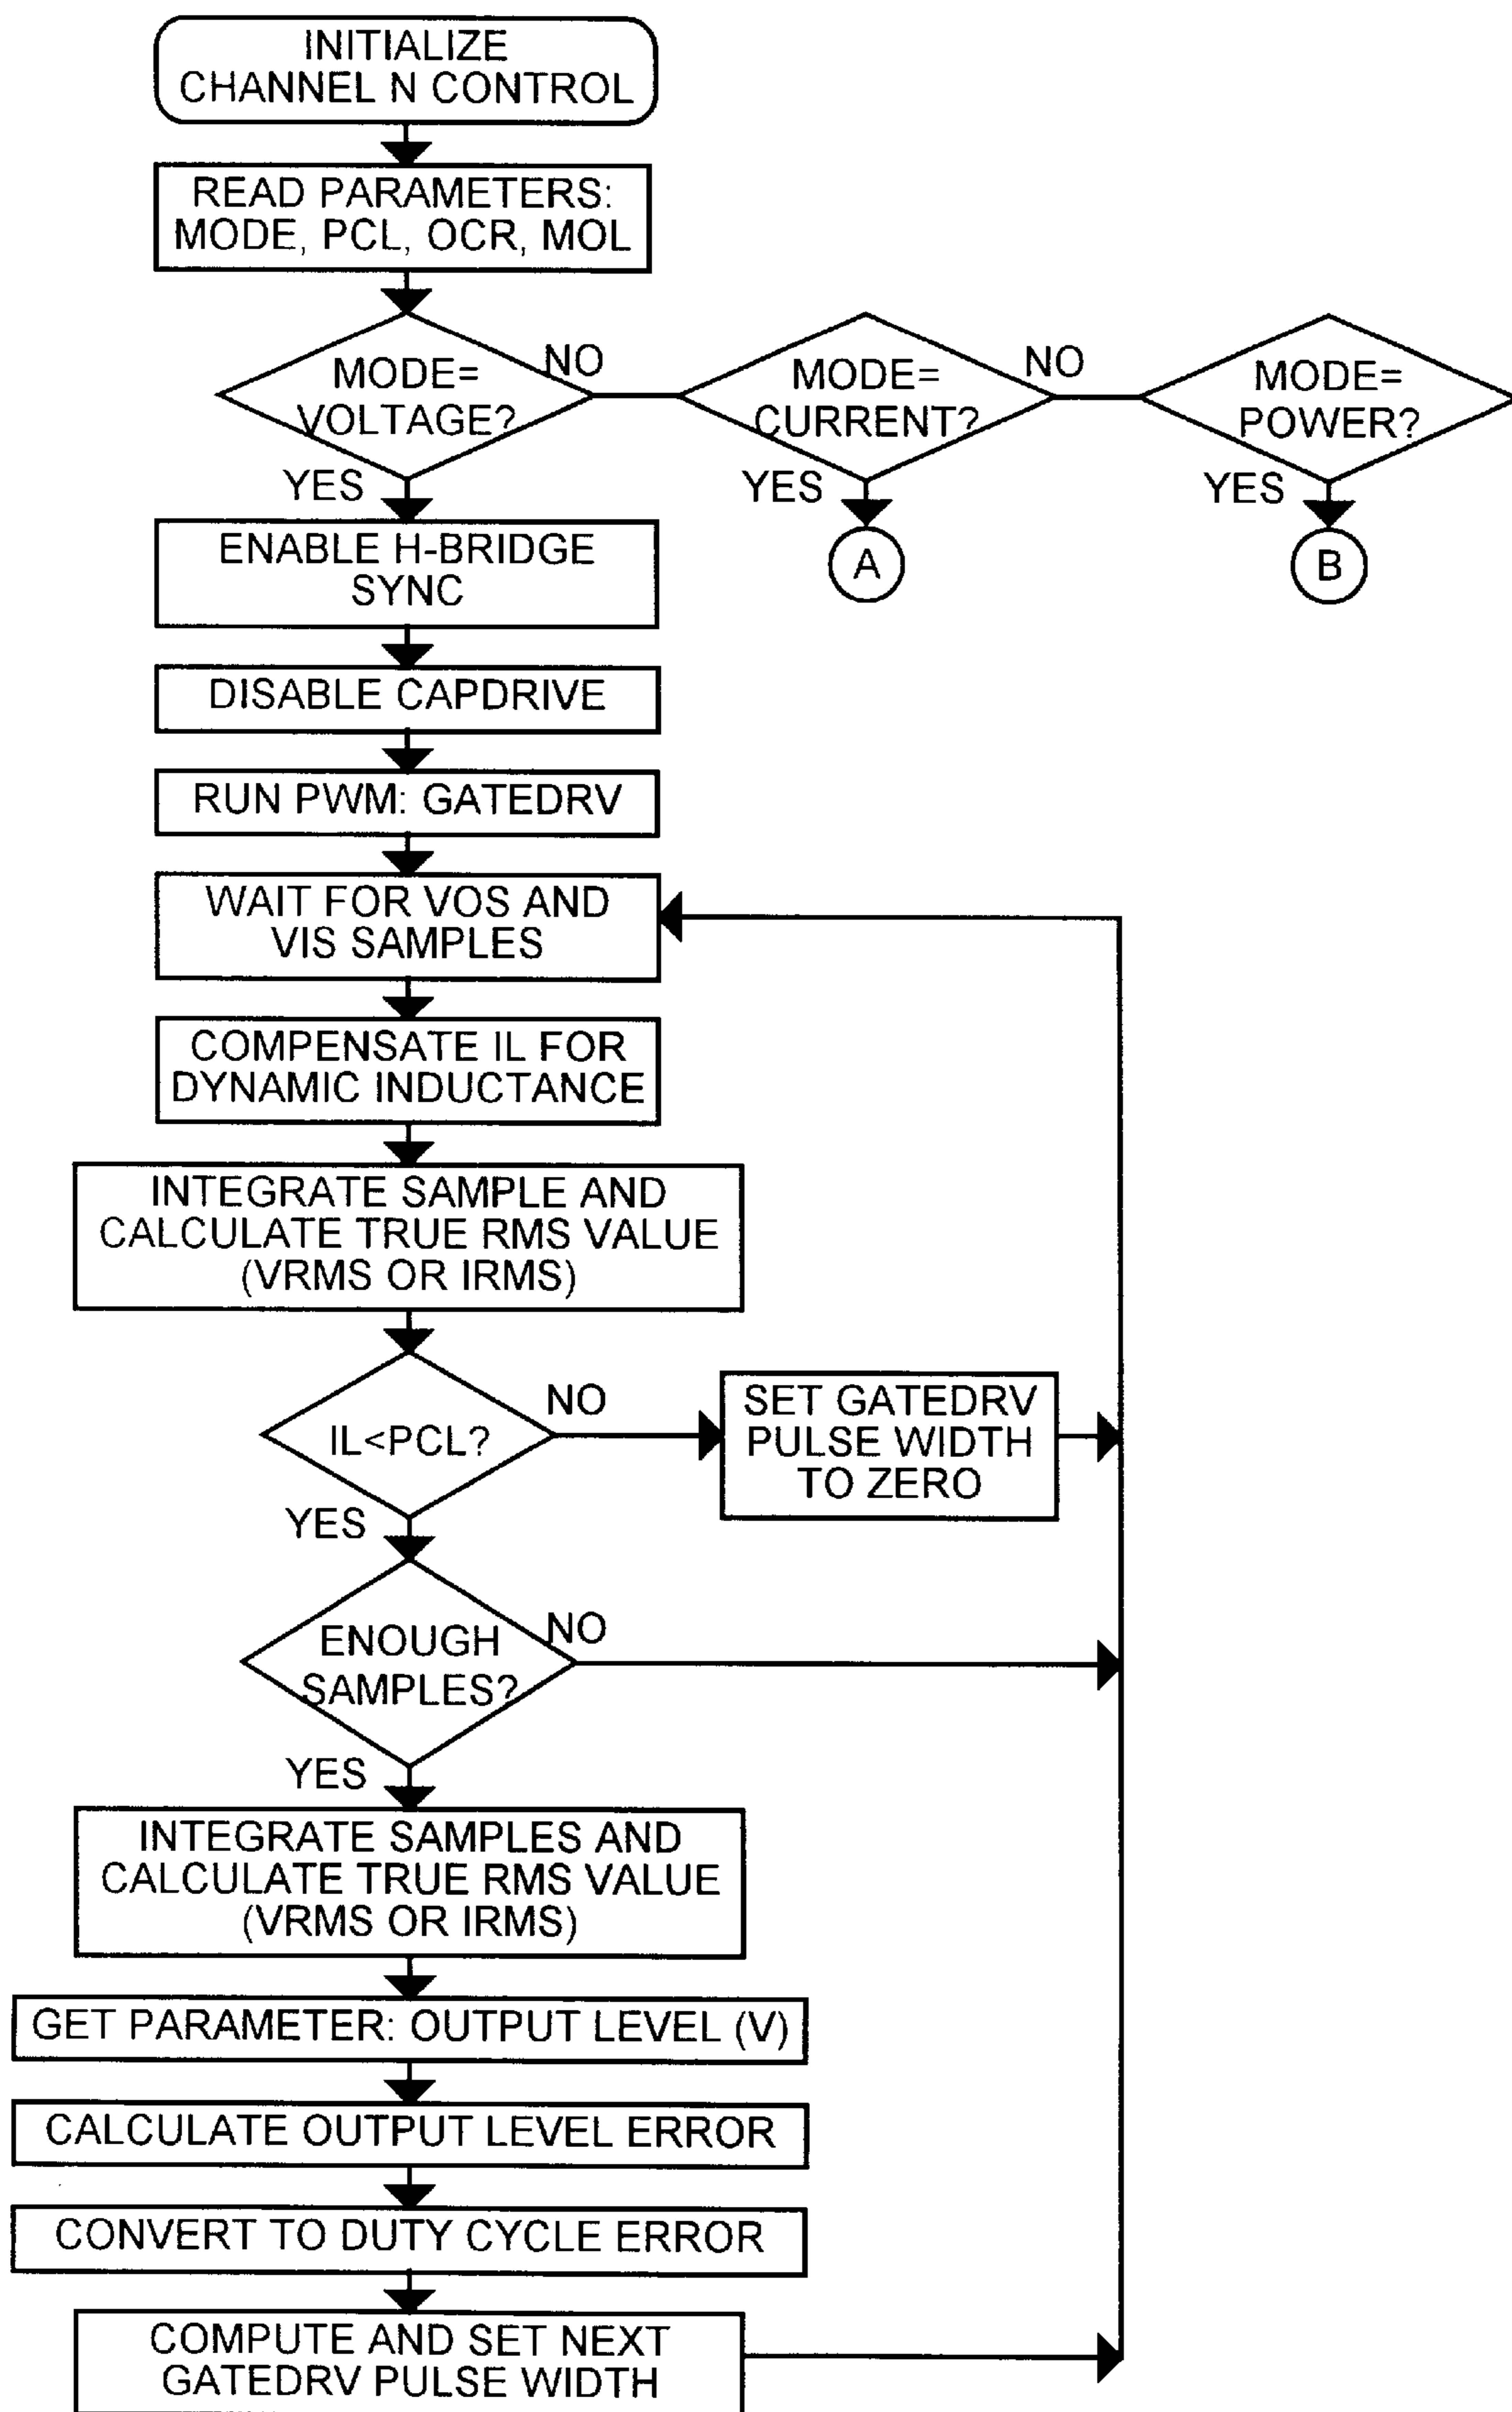 INITIALIZE
CHANNEL N CONTROL
READ PARAMETERS:
MODE, PCL, OCR, MOL
MODE=
VOLTAGE?
NO
YES
MODE=
CURRENT?
NO
YES
A
MODE=
POWER?
YES
B
ENABLE H-BRIDGE
SYNC
DISABLE CAPDRIVE
RUN PWM: GATEDRV
WAIT FOR VOS AND
VIS SAMPLES
COMPENSATE IL FOR
DYNAMIC INDUCTANCE
INTEGRATE SAMPLE AND
CALCULATE TRUE RMS VALUE
(VRMS OR IRMS)
IL<PCL?
NO
SET GATEDRV
PULSE WIDTH
TO ZERO
YES
ENOUGH
SAMPLES?
NO
YES
INTEGRATE SAMPLES AND
CALCULATE TRUE RMS VALUE
(VRMS OR IRMS)
GET PARAMETER: OUTPUT LEVEL (V)
CALCULATE OUTPUT LEVEL ERROR
CONVERT TO DUTY CYCLE ERROR
COMPUTE AND SET NEXT
GATEDRV PULSE WIDTH